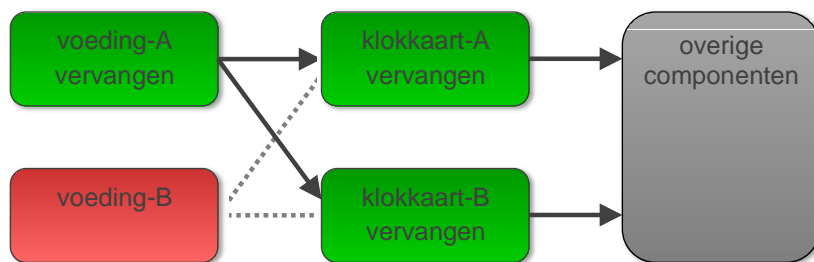 voeding-A
vervangen
klokkaart-A
vervangen
overige
componenten
voeding-B
klokkaart-B
vervangen